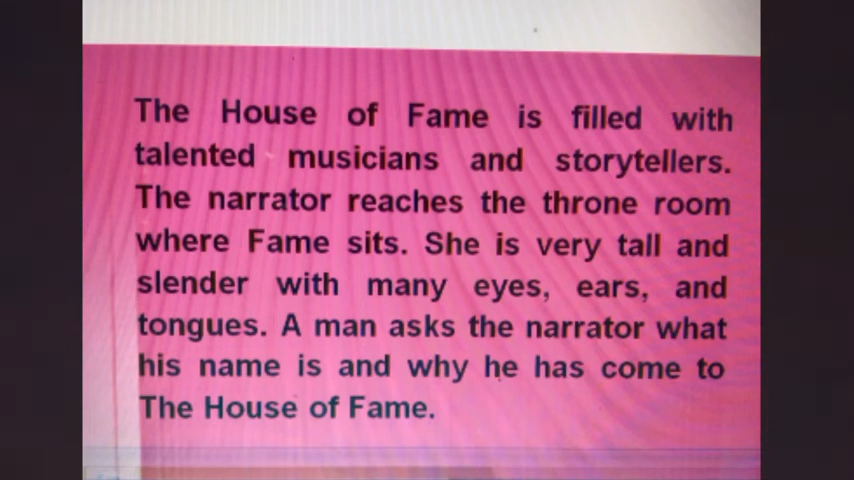 The House of Fame is filled with
talented musicians and storytellers.
The narrator reaches the throne room
where Fame sits. She is very tall and
slender with many eyes, ears, and
tongues. A man asks the narrator what
his name is and why he has come to
The House of Fame.